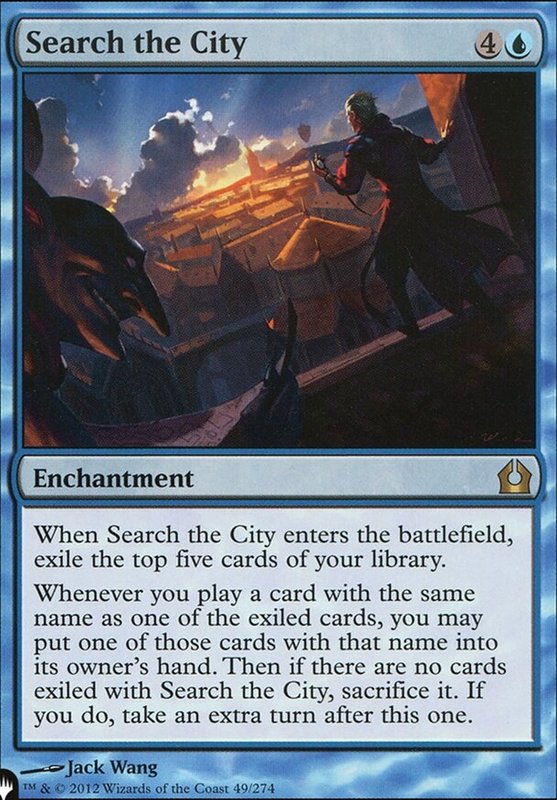 Search the City
4
Enchantment
When Search the City enters the battlefield,
exile the top five cards of your library.
Whenever you play a card with the same
name as one of the exiled cards, you may
put one of those cards with that name into
its owner's hand. Then if there are no cards
exiled with Search the City, sacrifice it. If
you do, take an extra turn after this one.
Jack Wang
™ & © 2012 Wizards of the Coast 49/274